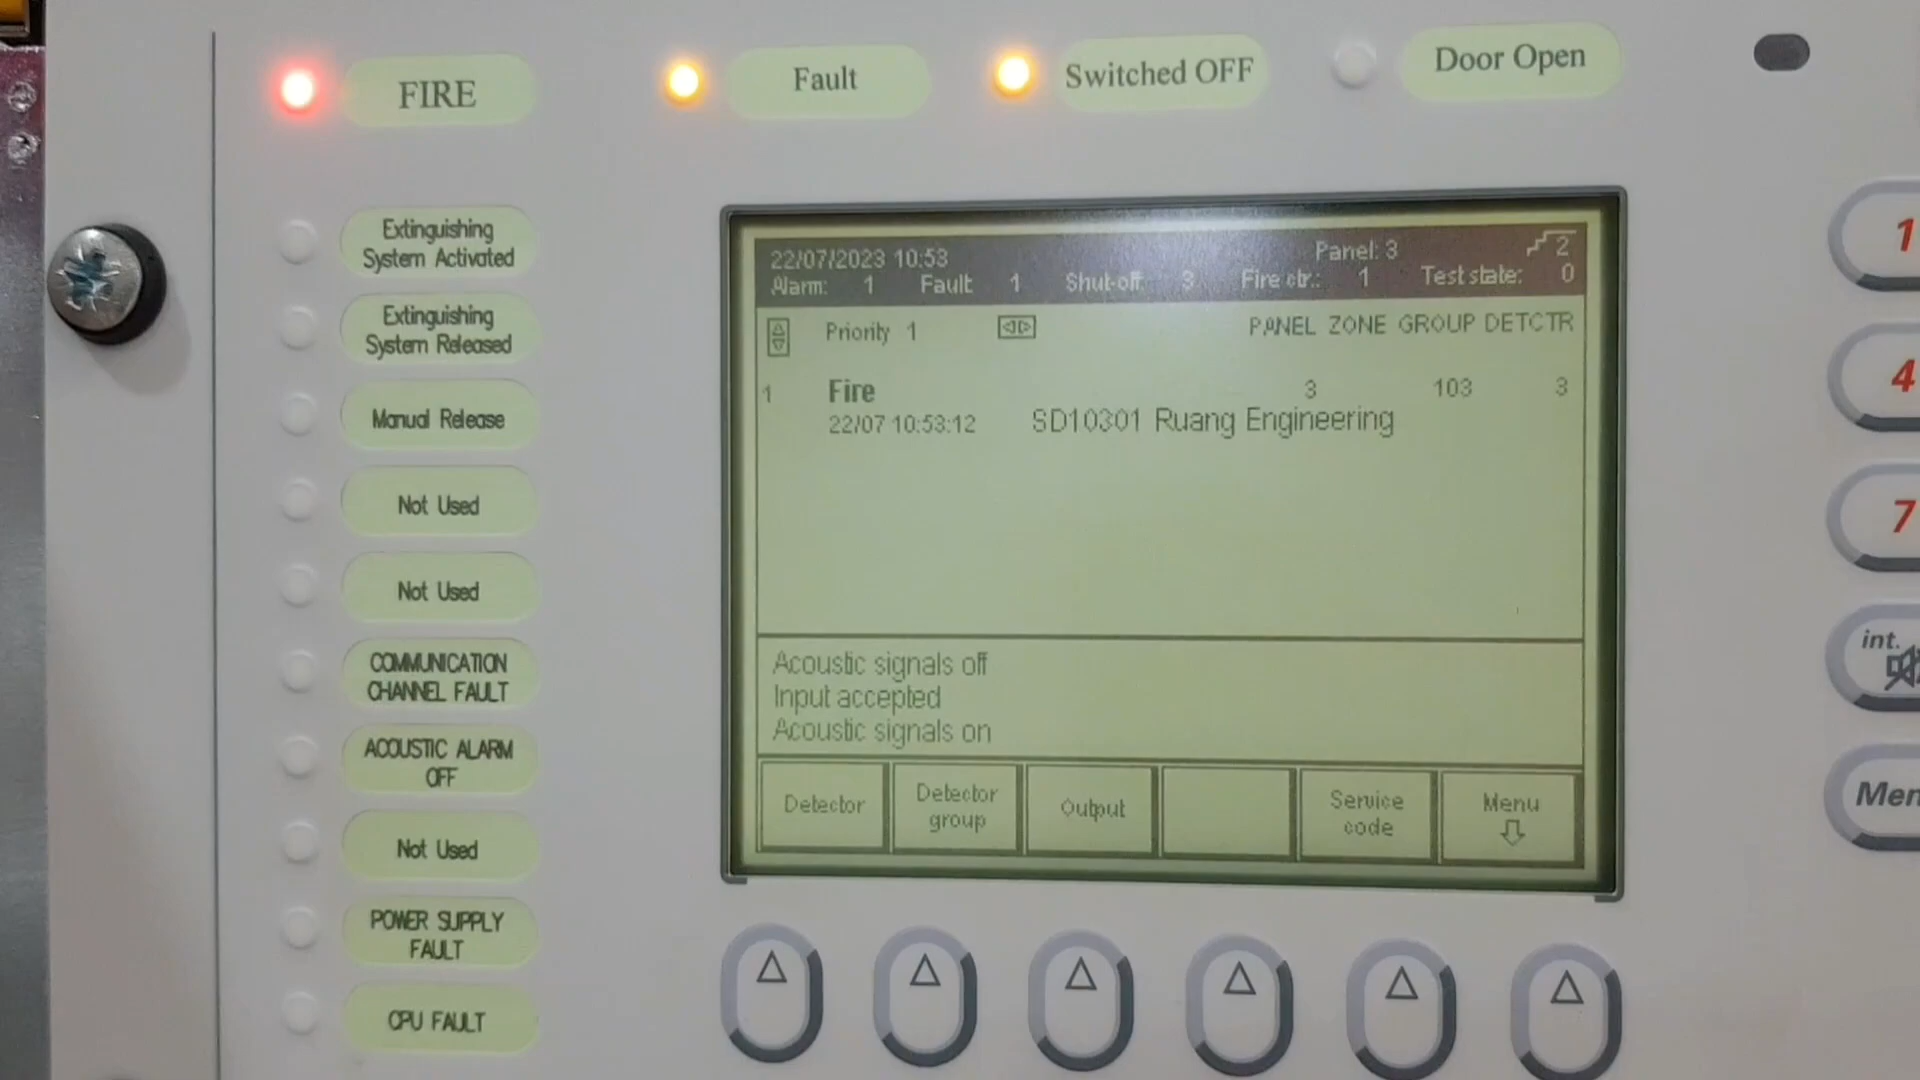 FIRE
Fault
Switched OFF
Door Open
Extinguishing
System Activated
Extinguishing
System Released
Manual Release
Not Used
Not Used
COMMUNICATION
CHANNEL FAULT
ACOUSTIC ALARM
OFF
Not Used
POWER SUPPLY
FAULT
CPU FAULT
22/07/2023 10:53 Panel: 3 2
Alarm: 1 Fault 1 Shut-off: 3 Fire ctr.: 1 Test state: 0
Priority 1 PANEL ZONE GROUP DETCTR
1 Fire 3 103 3
22/07 10:53:12 SD10301 Ruang Engineering
Acoustic signals off
Input accepted
Acoustic signals on
Detector
Detector
group
Output
Service
code
Menu
1
4
7
int.